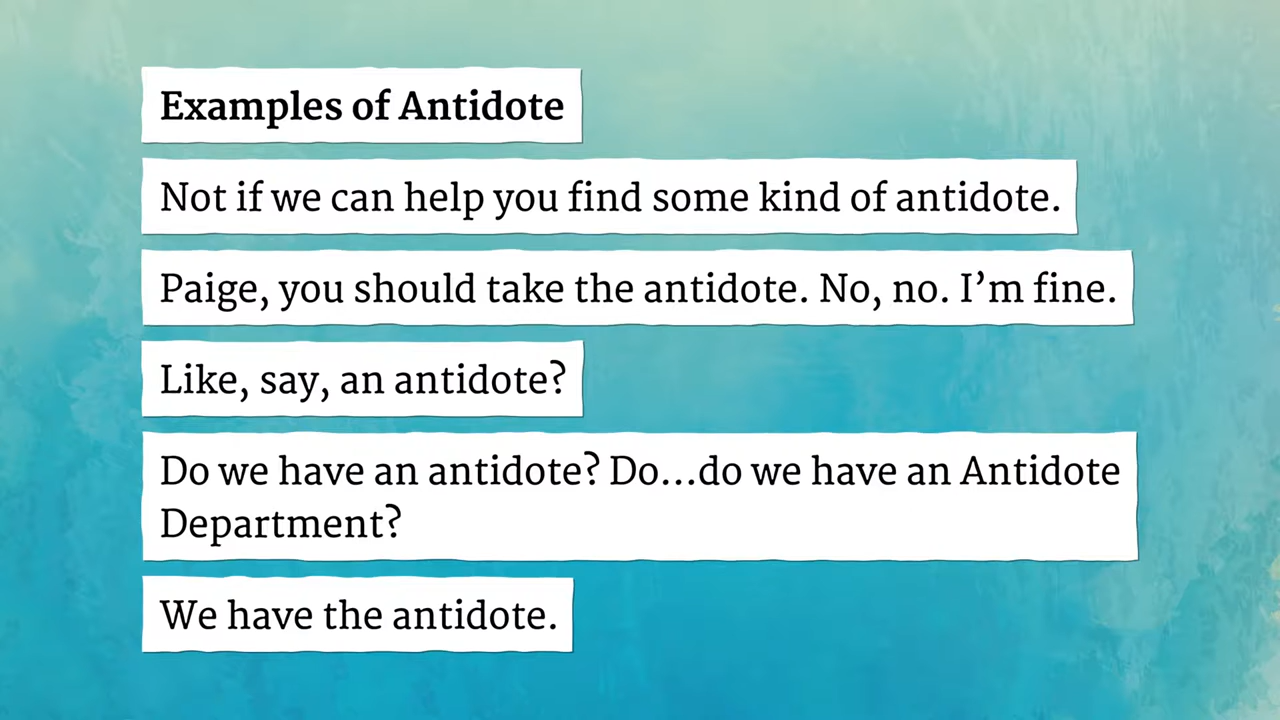 Examples of Antidote
Not if we can help you find some kind of antidote.
Paige, you should take the antidote. No, no. I’m fine.
Like, say, an antidote?
Do we have an antidote? Do...do we have an Antidote
Department?
We have the antidote.